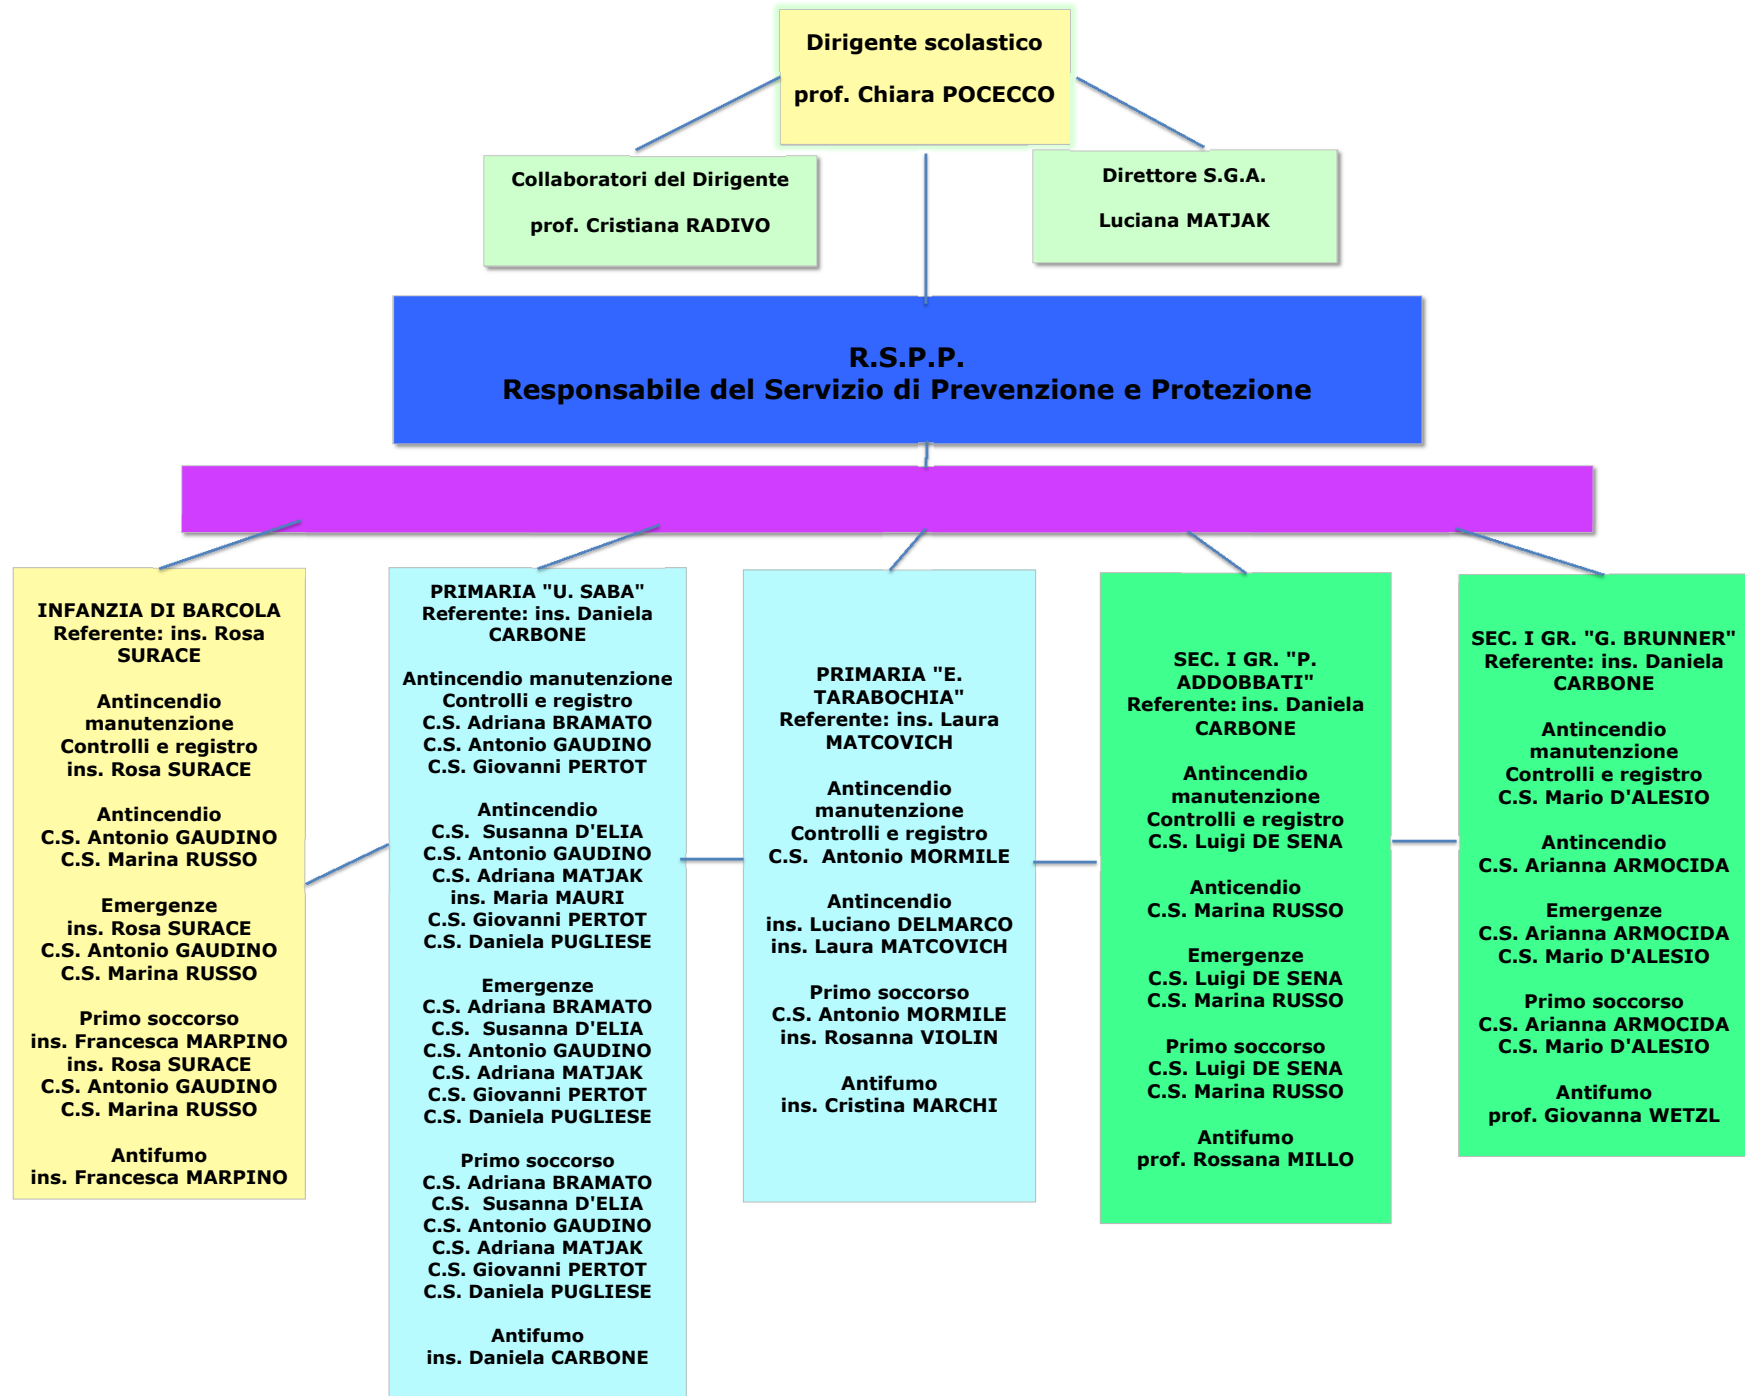 Dirigente scolastico
prof. Chiara POCECCO
Collaboratori del Dirigente
prof. Cristiana RADIVO
Direttore S.G.A.
Luciana MATJAK
R.S.P.P.
Responsabile del Servizio di Prevenzione e Protezione
INFANZIA DI BARCOLA
Referente: ins. Rosa
SURACE
Antincendio
manutenzione
Controlli e registro
ins. Rosa SURACE
Antincendio
C.S. Antonio GAUDINO
C.S. Marina RUSSO
Emergenze
ins. Rosa SURACE
C.S. Antonio GAUDINO
C.S. Marina RUSSO
Primo soccorso
ins. Francesca MARPINO
ins. Rosa SURACE
C.S. Antonio GAUDINO
C.S. Marina RUSSO
Antifumo
ins. Francesca MARPINO
PRIMARIA "U. SABA"
Referente: ins. Daniela
CARBONE
Antincendio manutenzione
Controlli e registro
C.S. Adriana BRAMATO
C.S. Antonio GAUDINO
C.S. Giovanni PERTOT
Antincendio
C.S. Susanna D'ELIA
C.S. Antonio GAUDINO
C.S. Adriana MATJAK
ins. Maria MAURI
C.S. Giovanni PERTOT
C.S. Daniela PUGLIESE
Emergenze
C.S. Adriana BRAMATO
C.S. Susanna D'ELIA
C.S. Antonio GAUDINO
C.S. Adriana MATJAK
C.S. Giovanni PERTOT
C.S. Daniela PUGLIESE
Primo soccorso
C.S. Adriana BRAMATO
C.S. Susanna D'ELIA
C.S. Antonio GAUDINO
C.S. Adriana MATJAK
C.S. Giovanni PERTOT
C.S. Daniela PUGLIESE
Antifumo
ins. Daniela CARBONE
PRIMARIA "E.
TARABOCHIA"
Referente: ins. Laura
MATCOVICH
Antincendio
manutenzione
Controlli e registro
C.S. Antonio MORMILE
Antincendio
ins. Luciano DELMARCO
ins. Laura MATCOVICH
Primo soccorso
C.S. Antonio MORMILE
ins. Rosanna VIOLIN
Antifumo
ins. Cristina MARCHI
SEC. I GR. "P.
ADDOBBATI"
Referente: ins. Daniela
CARBONE
Antincendio
manutenzione
Controlli e registro
C.S. Luigi DE SENA
Anticendio
C.S. Marina RUSSO
Emergenze
C.S. Luigi DE SENA
C.S. Marina RUSSO
Primo soccorso
C.S. Luigi DE SENA
C.S. Marina RUSSO
Antifumo
prof. Rossana MILLO
SEC. I GR. "G. BRUNNER"
Referente: ins. Daniela
CARBONE
Antincendio
manutenzione
Controlli e registro
C.S. Mario D'ALESIO
Antincendio
C.S. Arianna ARMOCIDA
Emergenze
C.S. Arianna ARMOCIDA
C.S. Mario D'ALESIO
Primo soccorso
C.S. Arianna ARMOCIDA
C.S. Mario D'ALESIO
Antifumo
prof. Giovanna WETZL